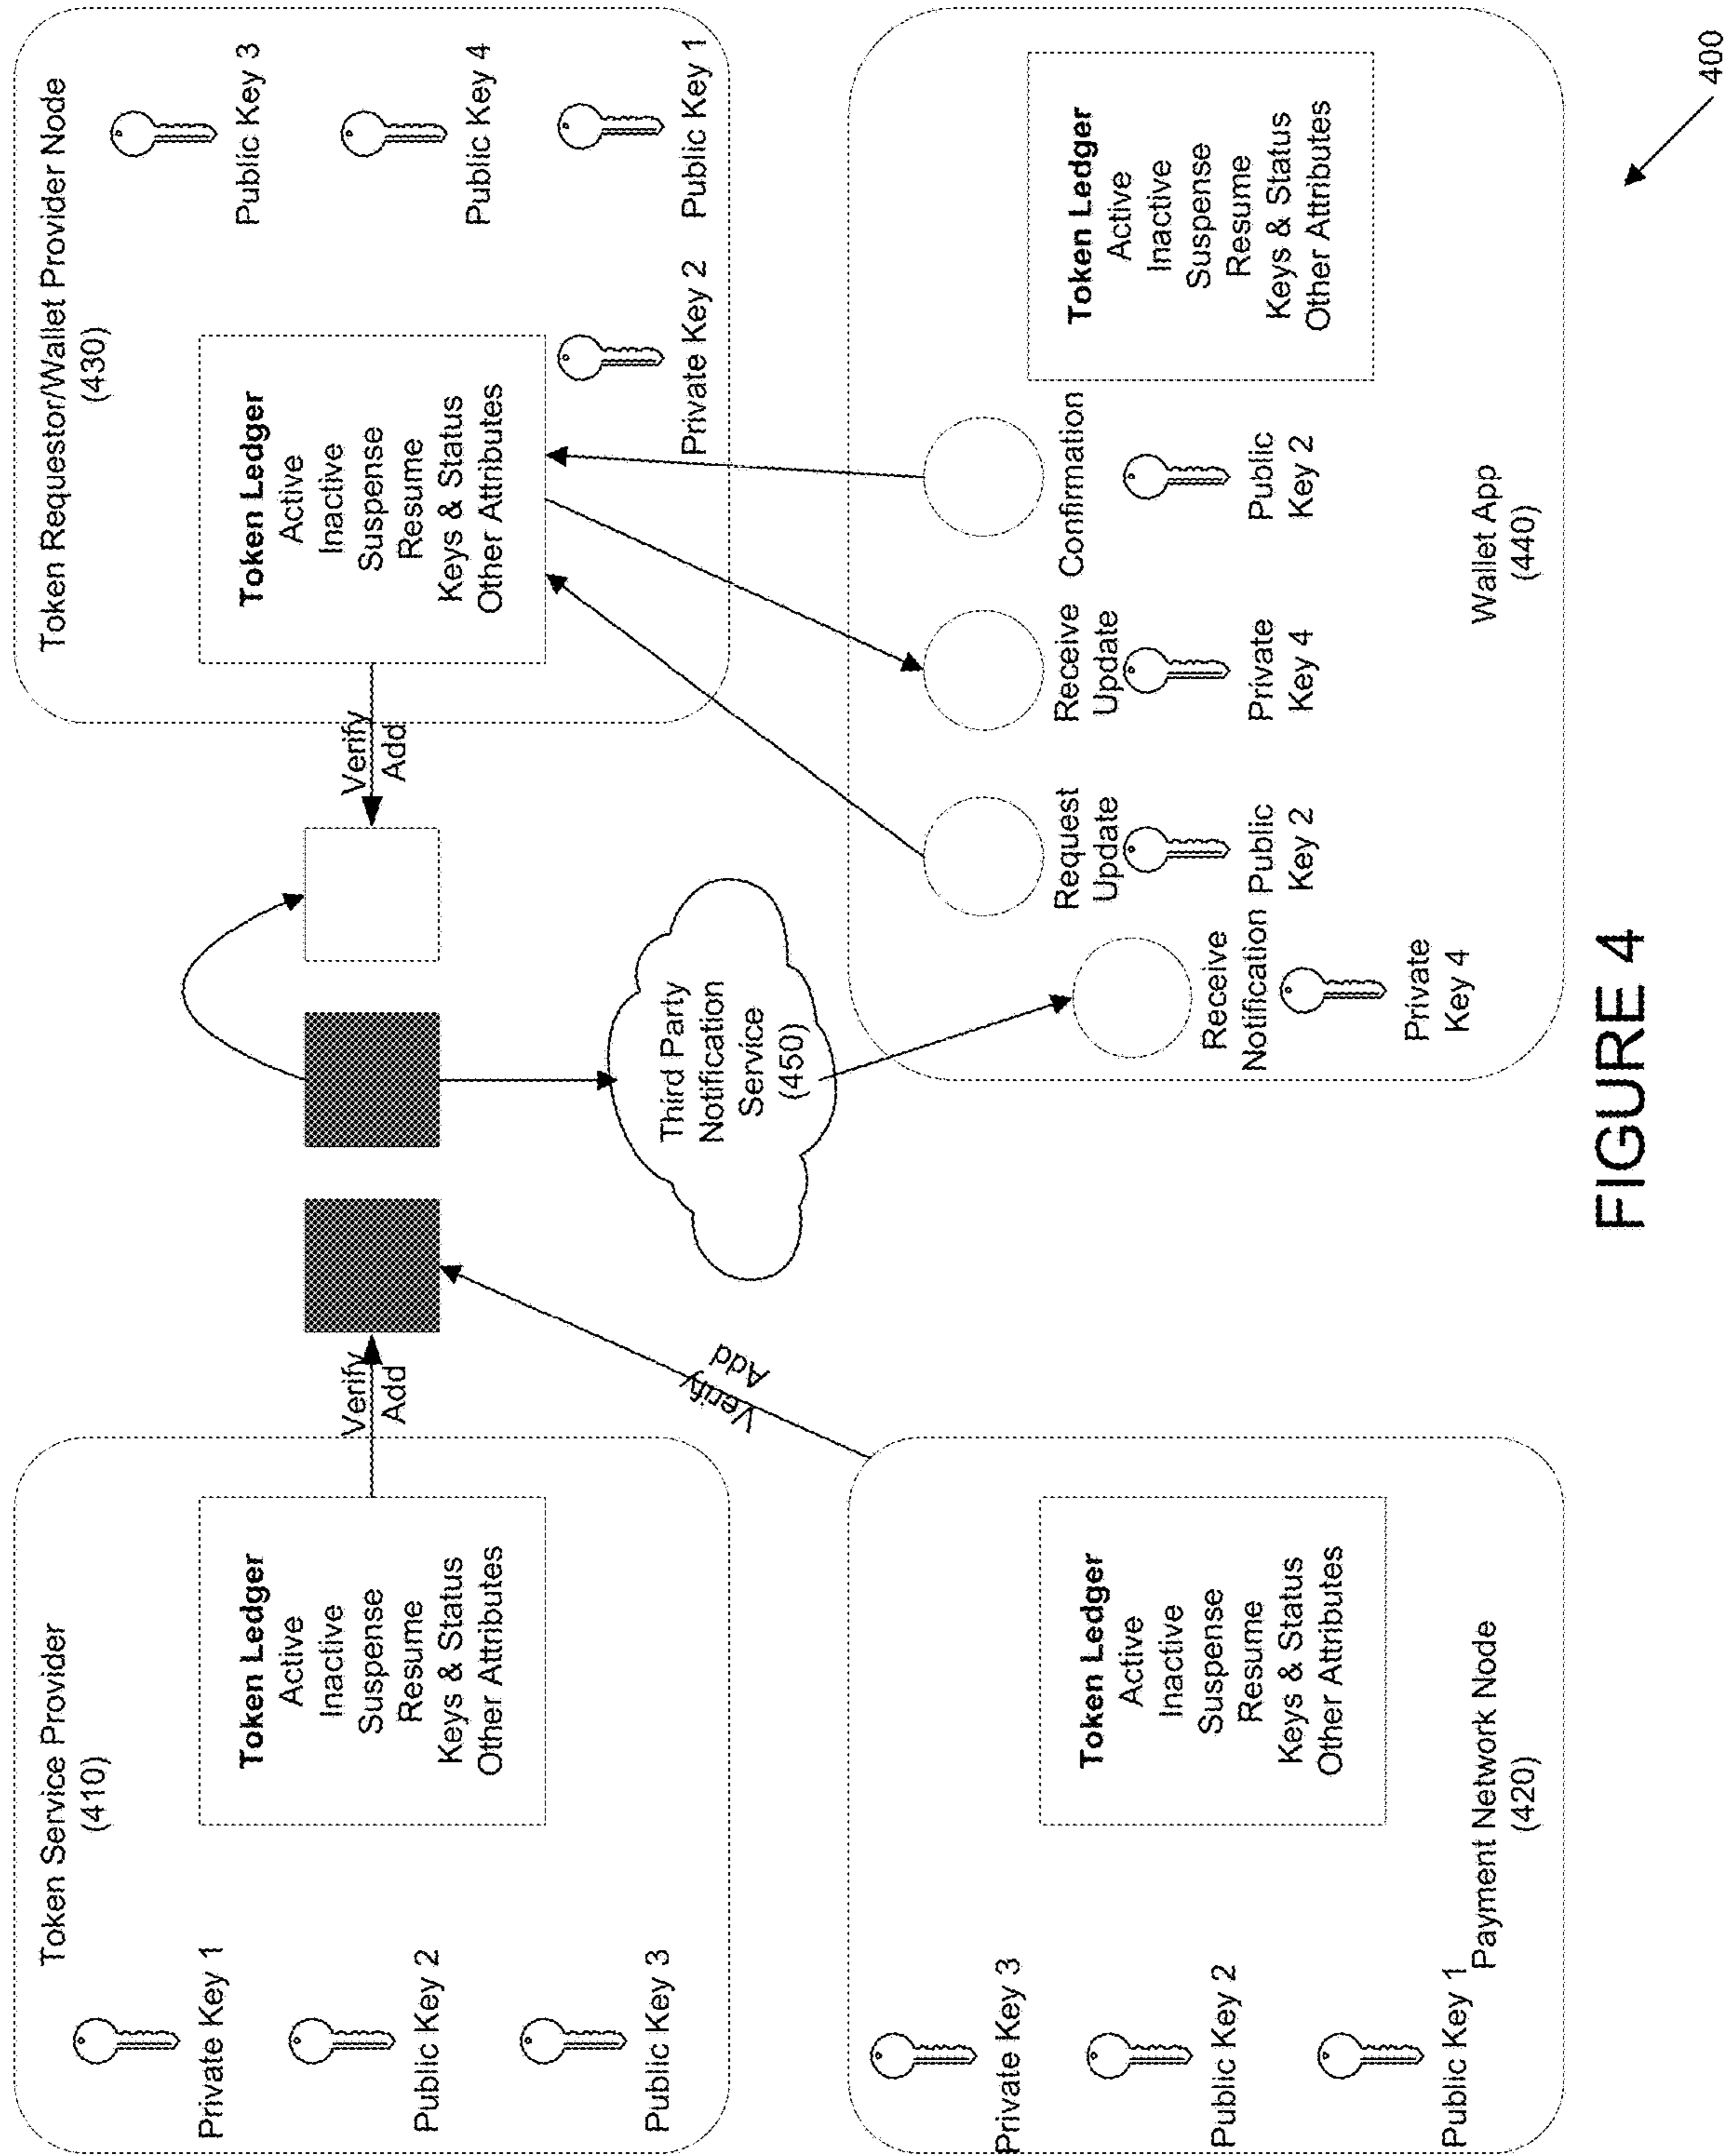 Token Service Provider
(410)
Private Key 1
Public Key 2
Public Key 3
Token Ledger
Active
Inactive
Suspense
Resume
Keys & Status
Other Attributes
Verify
Add
Token Requestor/Wallet Provider Node
(430)
Token Ledger
Active
Inactive
Suspense
Resume
Keys & Status
Other Attributes
Verify
Add
Public Key 3
Public Key 4
Private Key 2
Public Key 1
Third Party
Notification
Service
(450)
Verify
Add
Private Key 3
Public Key 2
Public Key 1
Token Ledger
Active
Inactive
Suspense
Resume
Keys & Status
Other Attributes
Payment Network Node
(420)
Receive
Notification
Private
Key 4
Request
Update
Public
Key 2
Receive
Update
Private
Key 4
Confirmation
Public
Key 2
Token Ledger
Active
Inactive
Suspense
Resume
Keys & Status
Other Attributes
Wallet App
(440)
FIGURE 4
400